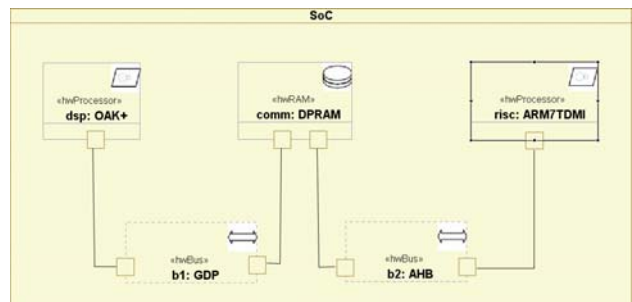 SoC
«hwProcessor»
dsp: OAK+
«hwRAM»
comm: DPRAM
«hwProcessor»
risc: ARM7TDMI
«hwBus»
b1: GDP
«hwBus»
b2: AHB